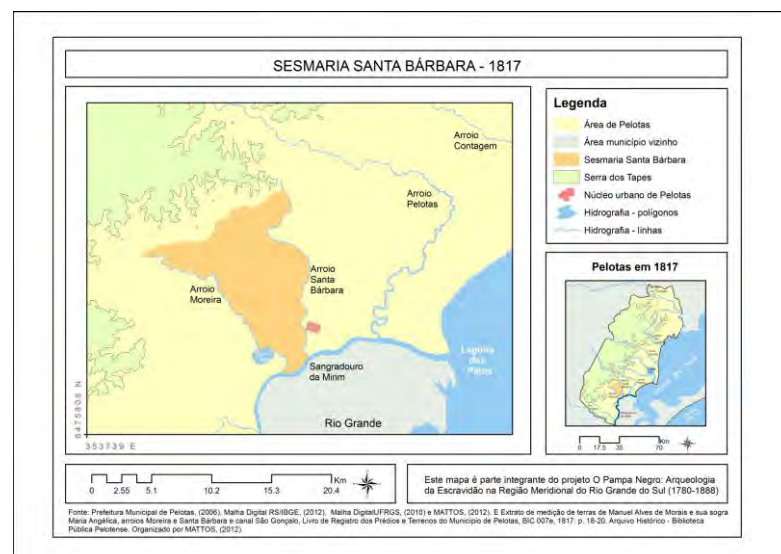 SESMARIA SANTA BÁRBARA - 1817
Arroio
Contagem
Arroio
Pelotas
Arroio
Santa
Bárbara
Arroio
Moreira
Laguna
dos
Patos
Sangradouro
da Mirim
Rio Grande
6475808 N
353739 E
Legenda
Área de Pelotas
Área município vizinho
Sesmaria Santa Bárbara
Serra dos Tapes
Núcleo urbano de Pelotas
Hidrografia - polígonos
Hidrografia - linhas
Pelotas em 1817
Km
0 17.5 35 70
Km
0 2.55 5.1 10.2 15.3 20.4
Este mapa é parte integrante do projeto O Pampa Negro: Arqueologia
da Escravidão na Região Meridional do Rio Grande do Sul (1780-1888)
Fonte: Prefeitura Municipal de Pelotas, (2006), Malha Digital RS/IBGE, (2012), Malha Digital/UFRGS, (2010) e MATTOS, (2012). E Extrato de medição de terras de Manuel Alves de Morais e sua sogra
Maria Angélica, arroios Moreira e Santa Bárbara e canal São Gonçalo, Livro de Registro dos Prédios e Terrenos do Município de Pelotas, BIC 007e, 1817: p. 18-20. Arquivo Histórico - Biblioteca
Pública Pelotense. Organizado por MATTOS, (2012).